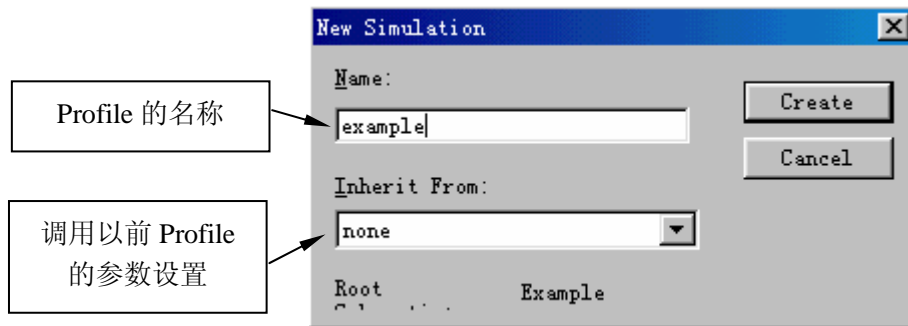 New Simulation
Name:
Profile 的名称
Create
example
Cancel
Inherit From:
调用以前 Profile
的参数设置
none
Root
Example